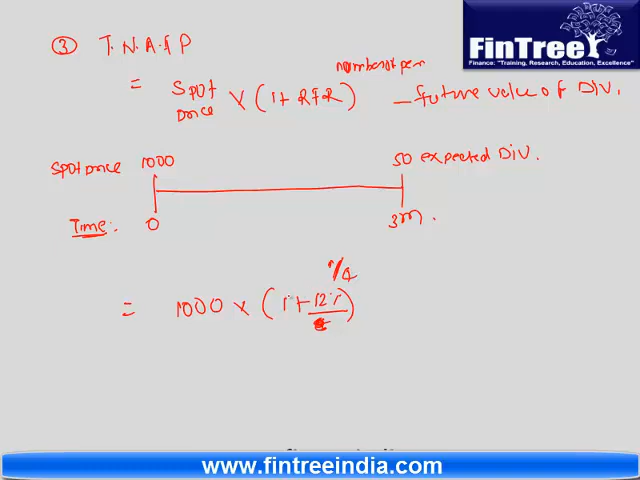 FinTree
Finance: "Training, Research, Education, Excellence"
③ T.N.A.F P
= Spot price × (1+ RFR) number of per — future value of DIV.
Spot price 1000 50 expected DIV.
Time: 0 3m.
= 1000 × (1+ 12% ) 1/4
www.fintreeindia.com